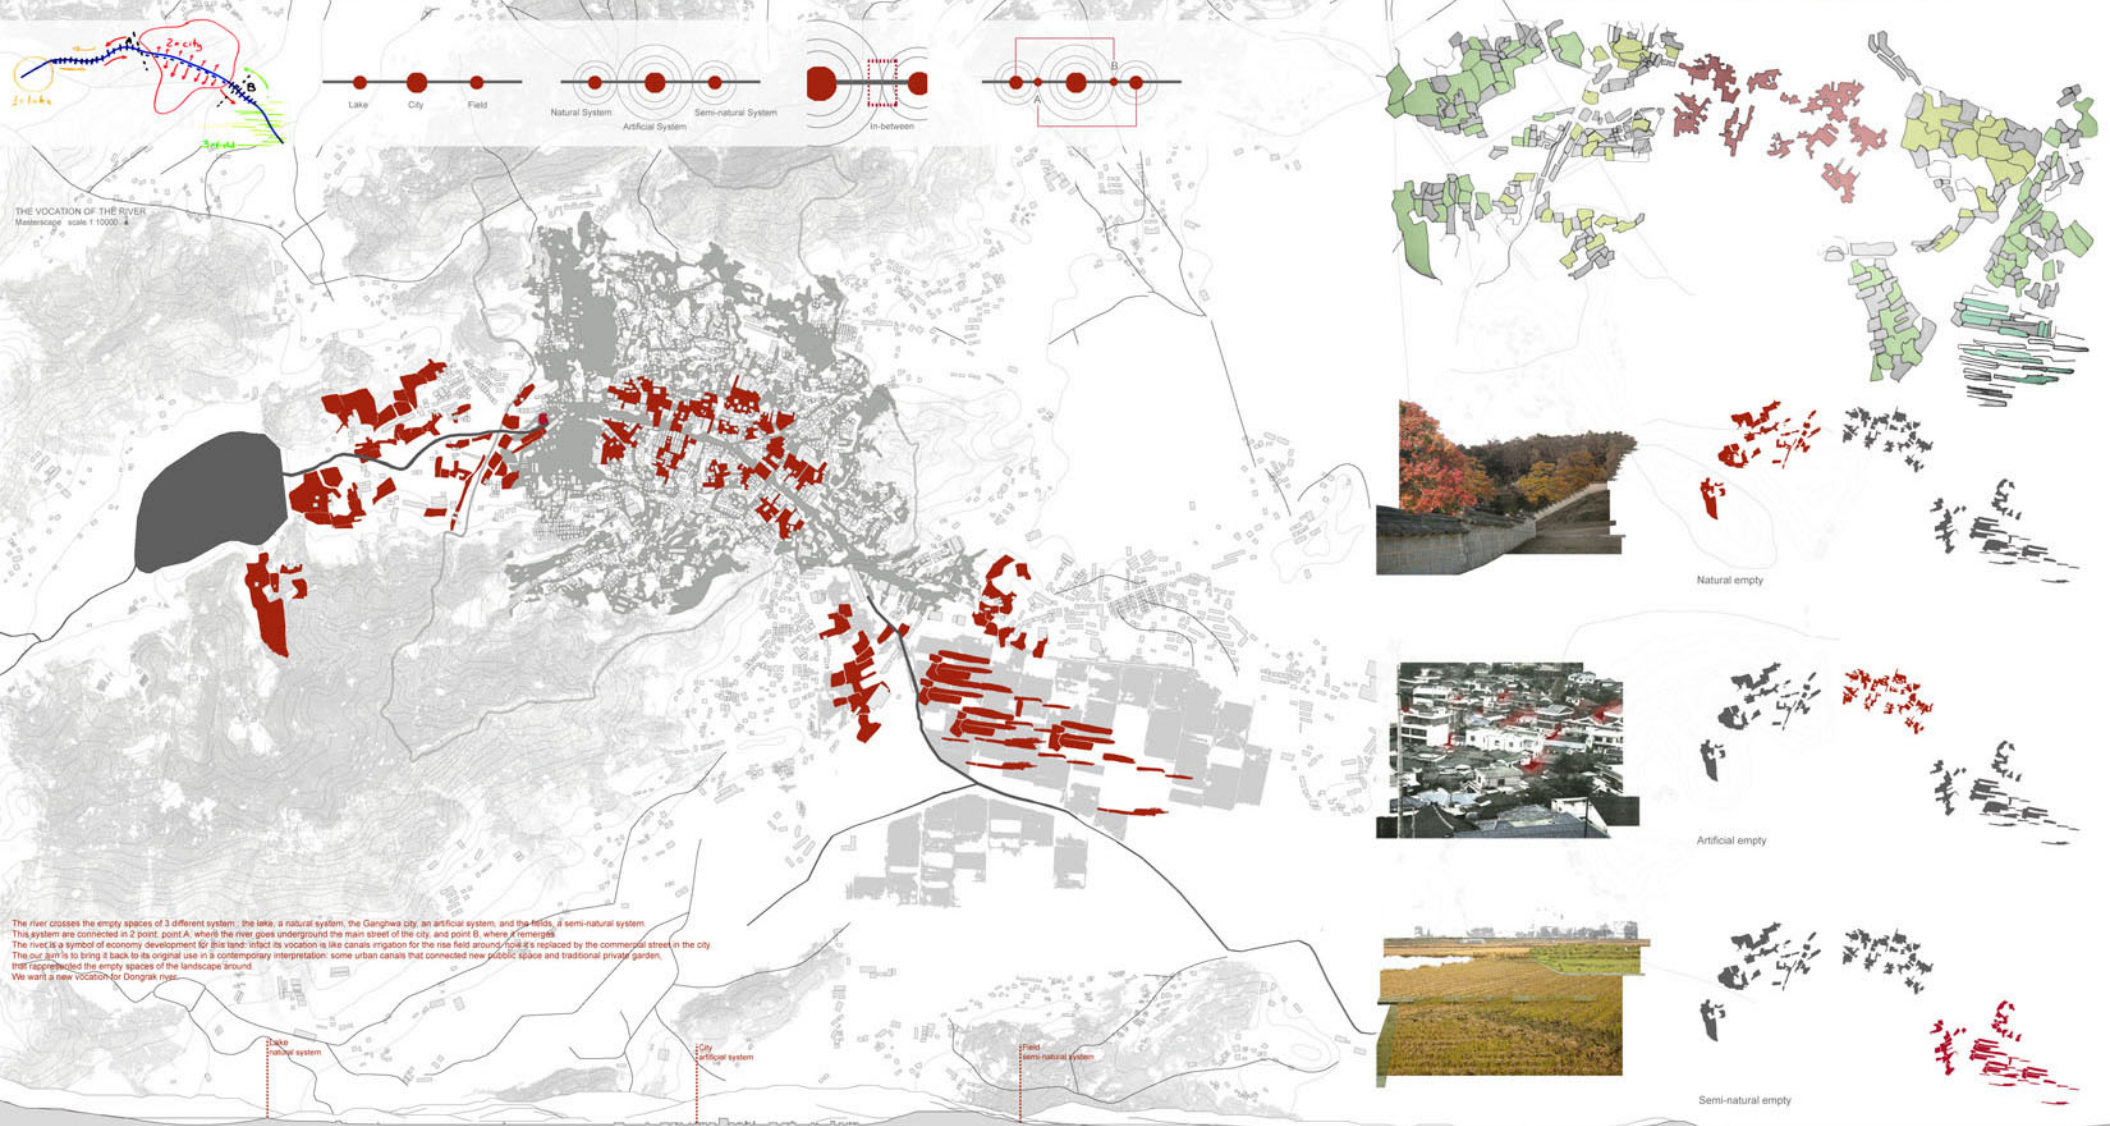 1=lake
A
2=city
B
3=field
Lake
City
Field
Natural System
Artificial System
Semi-natural System
In-between
A
B
THE VOCATION OF THE RIVER
Masterscape scale 1:10000
Natural empty
Artificial empty
The river crosses the empty spaces of 3 different system : the lake, a natural system, the Ganghwa city, an artificial system, and the fields, a semi-natural system.
This system are connected in 2 point: point A, where the river goes underground the main street of the city, and point B, where it remerges.
The river is a symbol of economy development for this land: infact its vocation is like canals irrigation for the rise field around, now it's replaced by the commercial street in the city.
The our aim is to bring it back to its original use in a contemporary interpretation: some urban canals that connected new pubblic space and traditional private garden,
that rappresented the empty spaces of the landscape around.
We want a new vocation for Dongrak river.
Lake
natural system
City
artificial system
Field
semi-natural system
Semi-natural empty